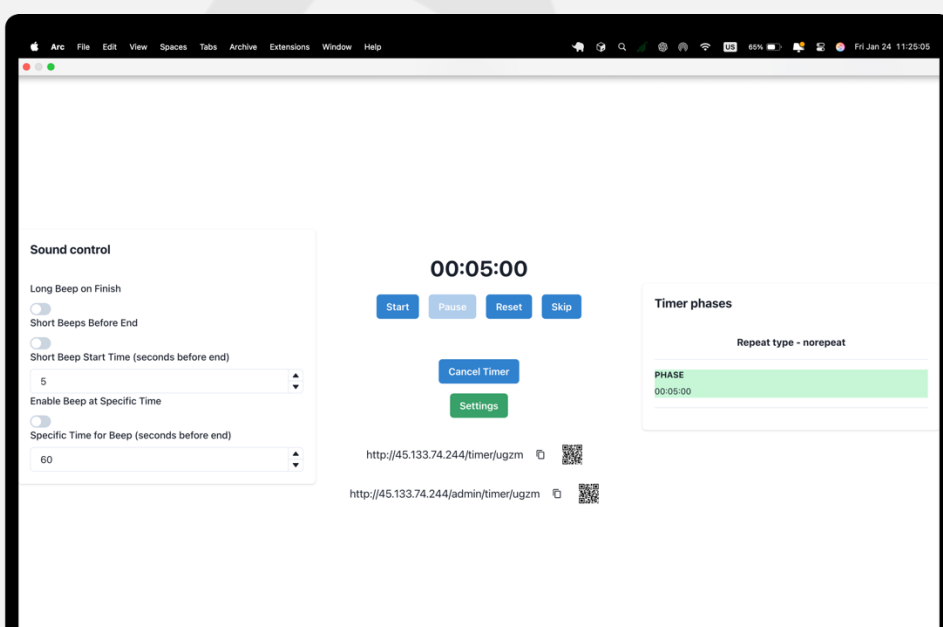 Arc File Edit View Spaces Tabs Archive Extensions Window Help US 65% Fri Jan 24 11:25:05
Sound control
Long Beep on Finish
Short Beeps Before End
Short Beep Start Time (seconds before end)
5
Enable Beep at Specific Time
Specific Time for Beep (seconds before end)
60
00:05:00
Start Pause Reset Skip
Cancel Timer
Settings
http://45.133.74.244/timer/ugzm
http://45.133.74.244/admin/timer/ugzm
Timer phases
Repeat type - norepeat
PHASE
00:05:00